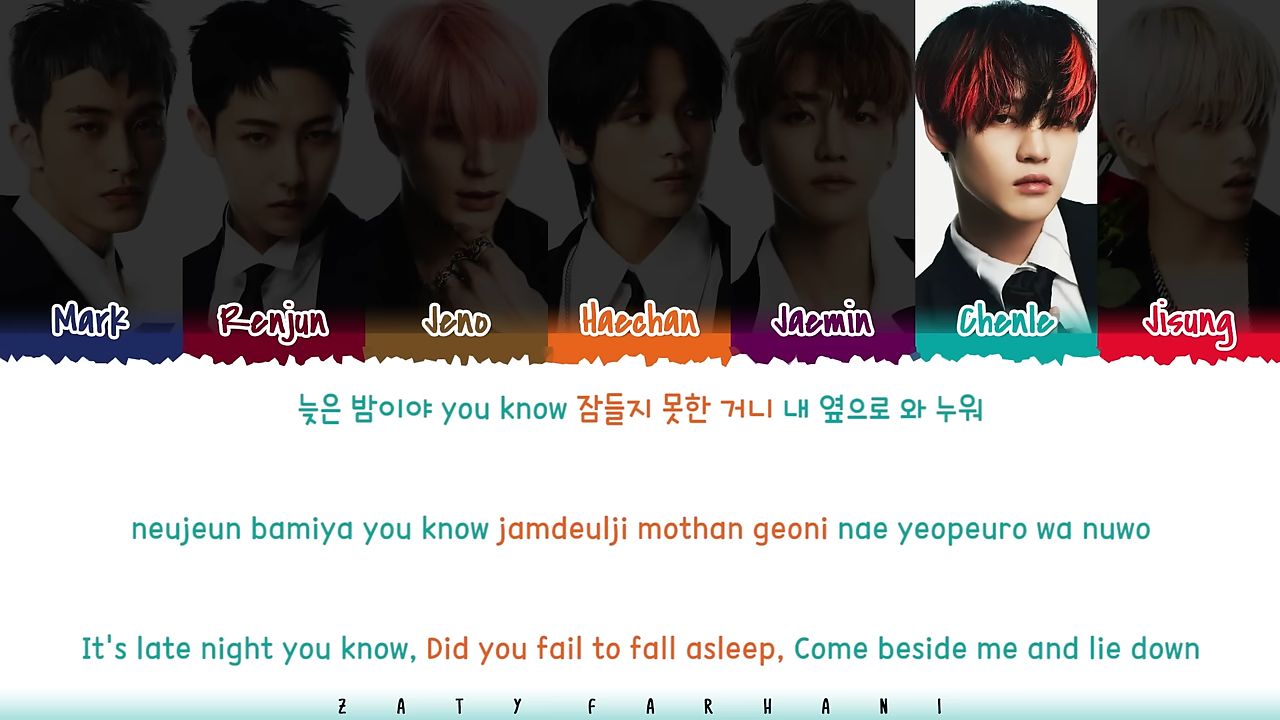 Mark Renjun Jeno Haechan Jaemin Chenle Jisung
늦은 밤이야 you know 잠들지 못한 거니 내 옆으로 와 누워
neujeun bamiya you know jamdeulji mothan geoni nae yeopeuro wa nuwo
It's late night you know, Did you fail to fall asleep, Come beside me and lie down
ZATY FARHANI